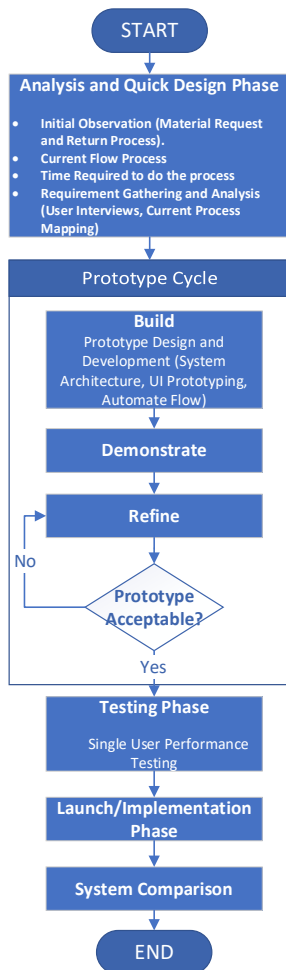 START
Analysis and Quick Design Phase
• Initial Observation (Material Request
and Return Process).
• Current Flow Process
• Time Required to do the process
• Requirement Gathering and Analysis
(User Interviews, Current Process
Mapping)
Prototype Cycle
Build
Prototype Design and
Development (System
Architecture, UI Prototyping,
Automate Flow)
Demonstrate
Refine
No
Prototype
Acceptable?
Yes
Testing Phase
Single User Performance
Testing
Launch/Implementation
Phase
System Comparison
END